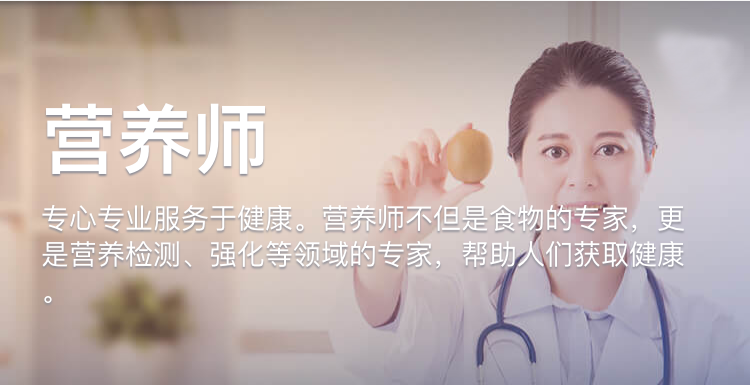 营养师
专心专业服务于健康。营养师不但是食物的专家，更
是营养检测、强化等领域的专家，帮助人们获取健康
。